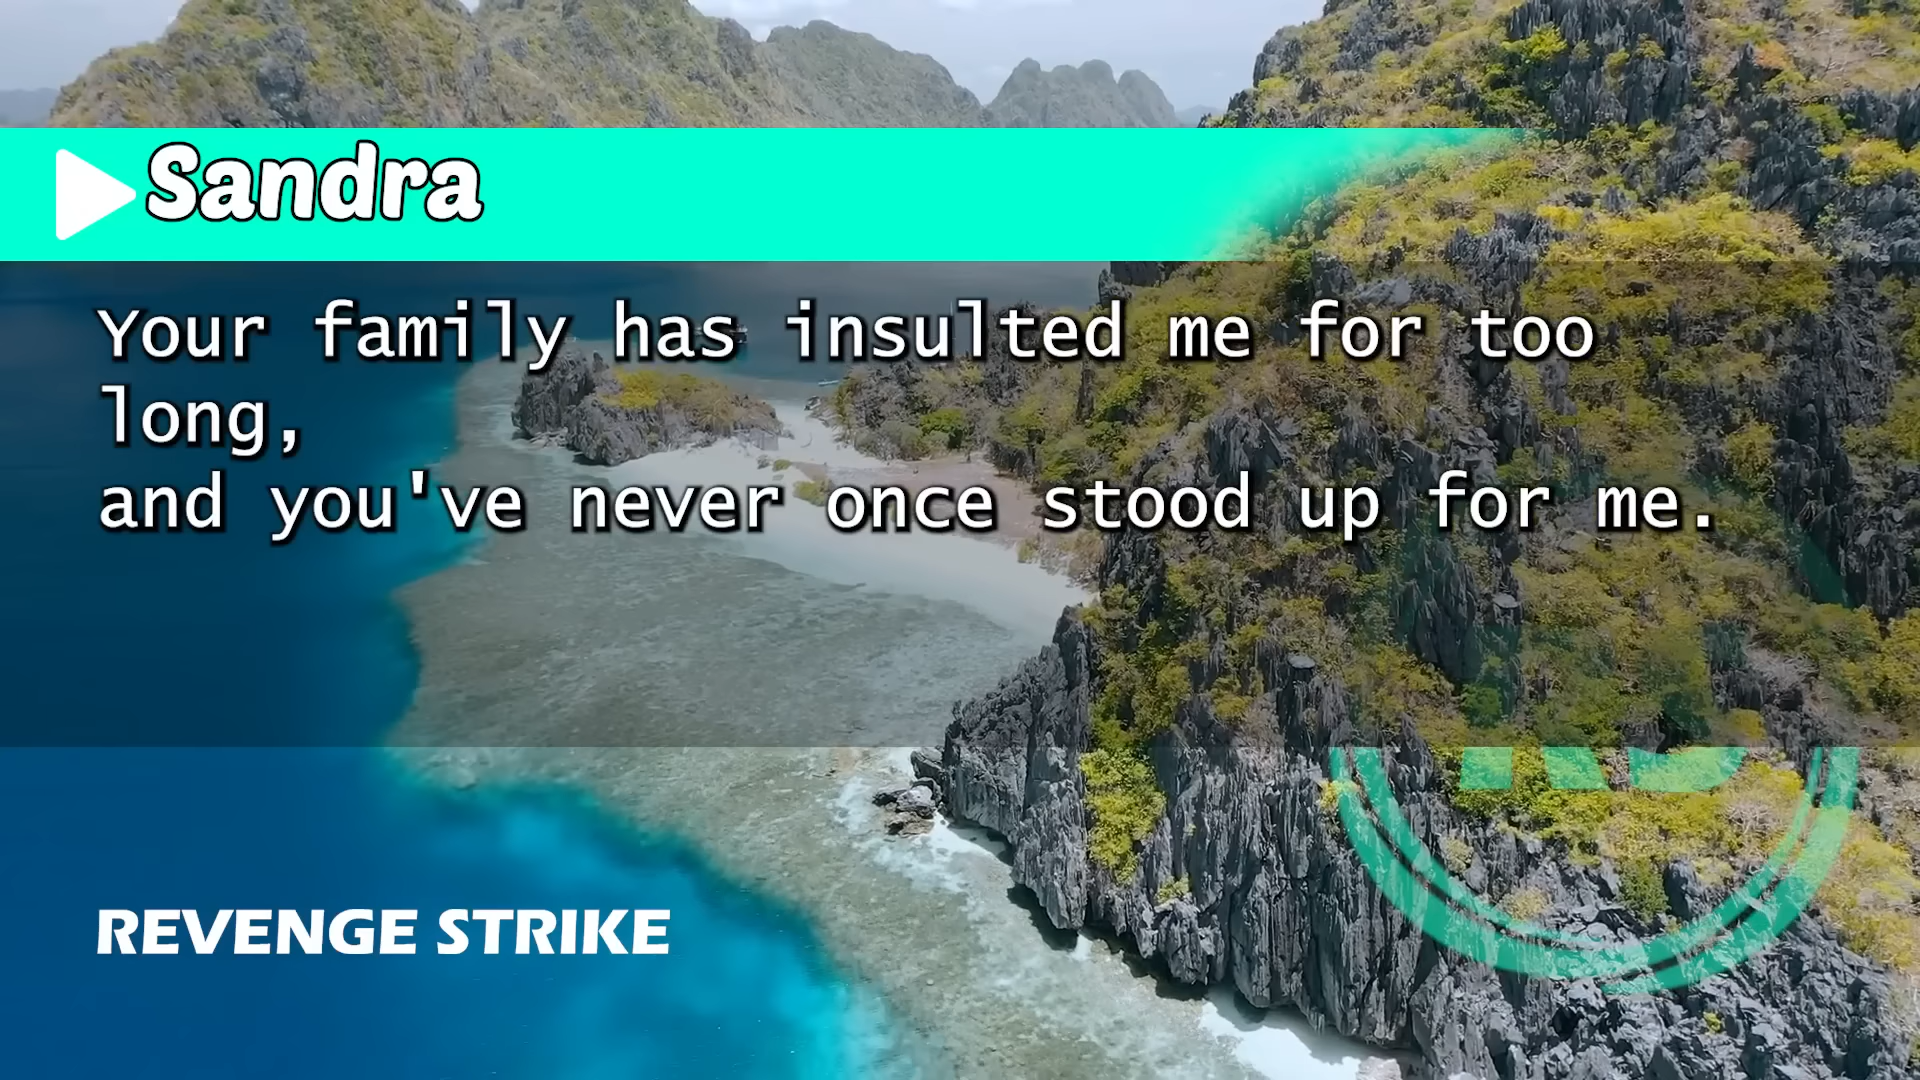 Sandra
Your family has insulted me for too
long,
and you've never once stood up for me.
REVENGE STRIKE